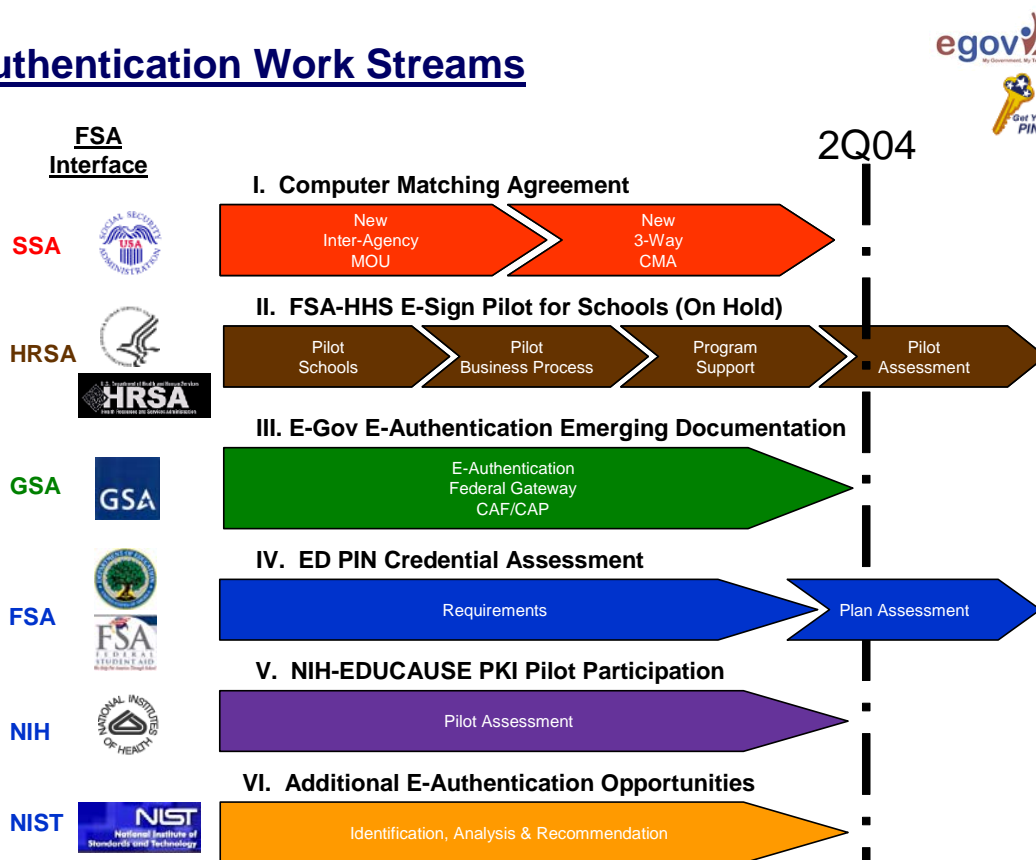 uthentication Work Streams
egov
FSA
Interface
2Q04
I. Computer Matching Agreement
SSA
SOCIAL SECURITY
USA
ADMINISTRATION
New
Inter-Agency
MOU
New
3-Way
CMA
II. FSA-HHS E-Sign Pilot for Schools (On Hold)
HRSA
HRSA
Pilot
Schools
Pilot
Business Process
Program
Support
Pilot
Assessment
III. E-Gov E-Authentication Emerging Documentation
GSA
GSA
E-Authentication
Federal Gateway
CAF/CAP
IV. ED PIN Credential Assessment
FSA
FSA
FEDERAL
STUDENT AID
Requirements
Plan Assessment
V. NIH-EDUCAUSE PKI Pilot Participation
NIH
NATIONAL INSTITUTES
OF HEALTH
Pilot Assessment
VI. Additional E-Authentication Opportunities
NIST
NIST
National Institute of
Standards and Technology
Identification, Analysis & Recommendation